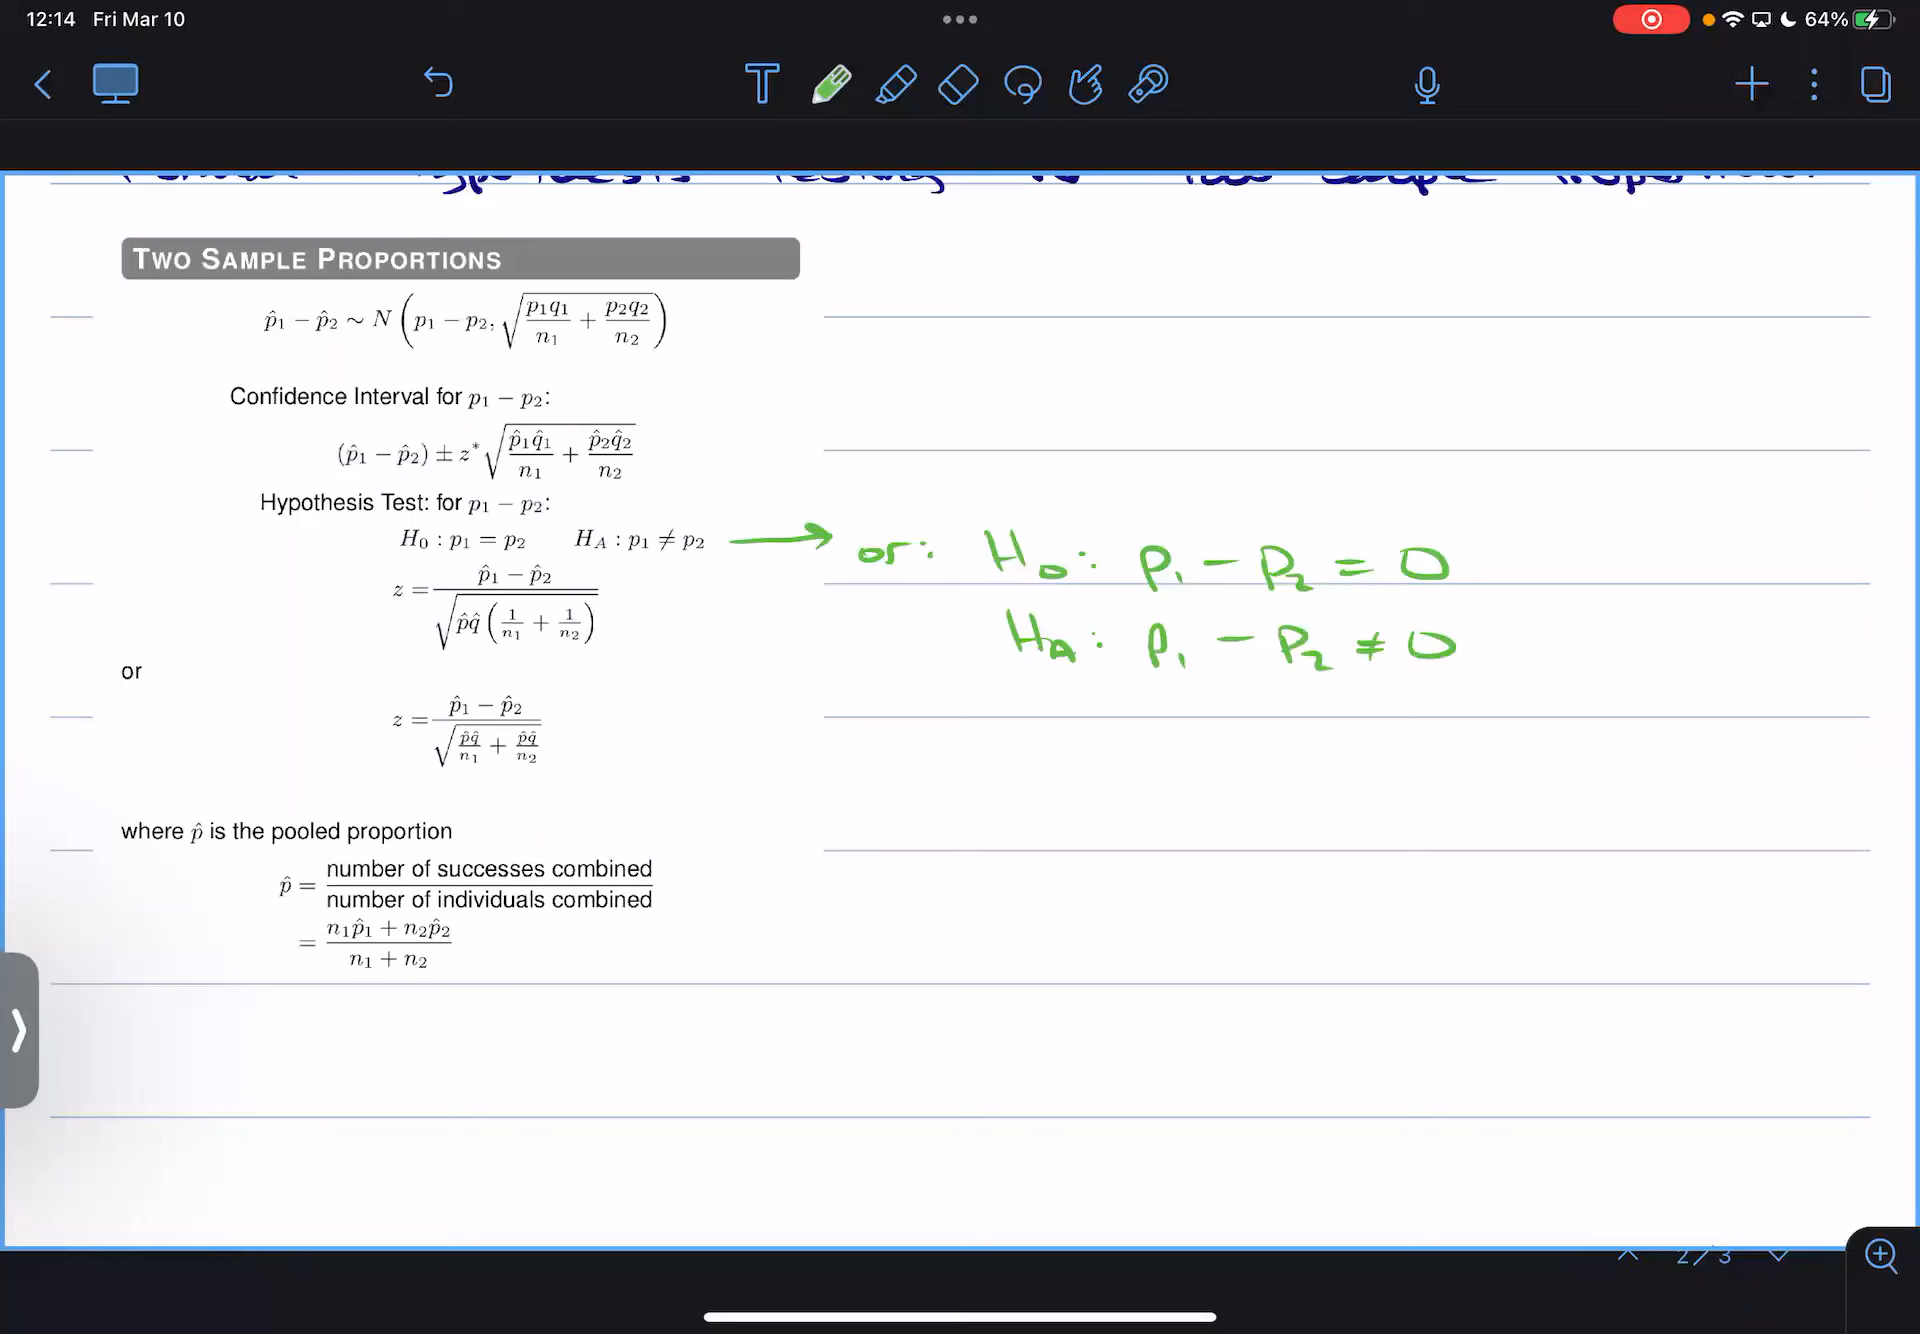 12:14 Fri Mar 10
64%
TWO SAMPLE PROPORTIONS
p̂₁ − p̂₂ ∼ N (p₁ − p₂, √(p₁q₁/n₁ + p₂q₂/n₂))
Confidence Interval for p₁ − p₂:
(p̂₁ − p̂₂) ± z* √(p̂₁q̂₁/n₁ + p̂₂q̂₂/n₂)
Hypothesis Test: for p₁ − p₂:
H₀ : p₁ = p₂ H_A : p₁ ≠ p₂ → or: H₀: p₁ − p₂ = 0
H_A: p₁ − p₂ ≠ 0
z = (p̂₁ − p̂₂) / √(p̂q̂ (1/n₁ + 1/n₂))
or
z = (p̂₁ − p̂₂) / √(p̂q̂/n₁ + p̂q̂/n₂)
where p̂ is the pooled proportion
p̂ = number of successes combined / number of individuals combined
= (n₁p̂₁ + n₂p̂₂) / (n₁ + n₂)
2 / 3